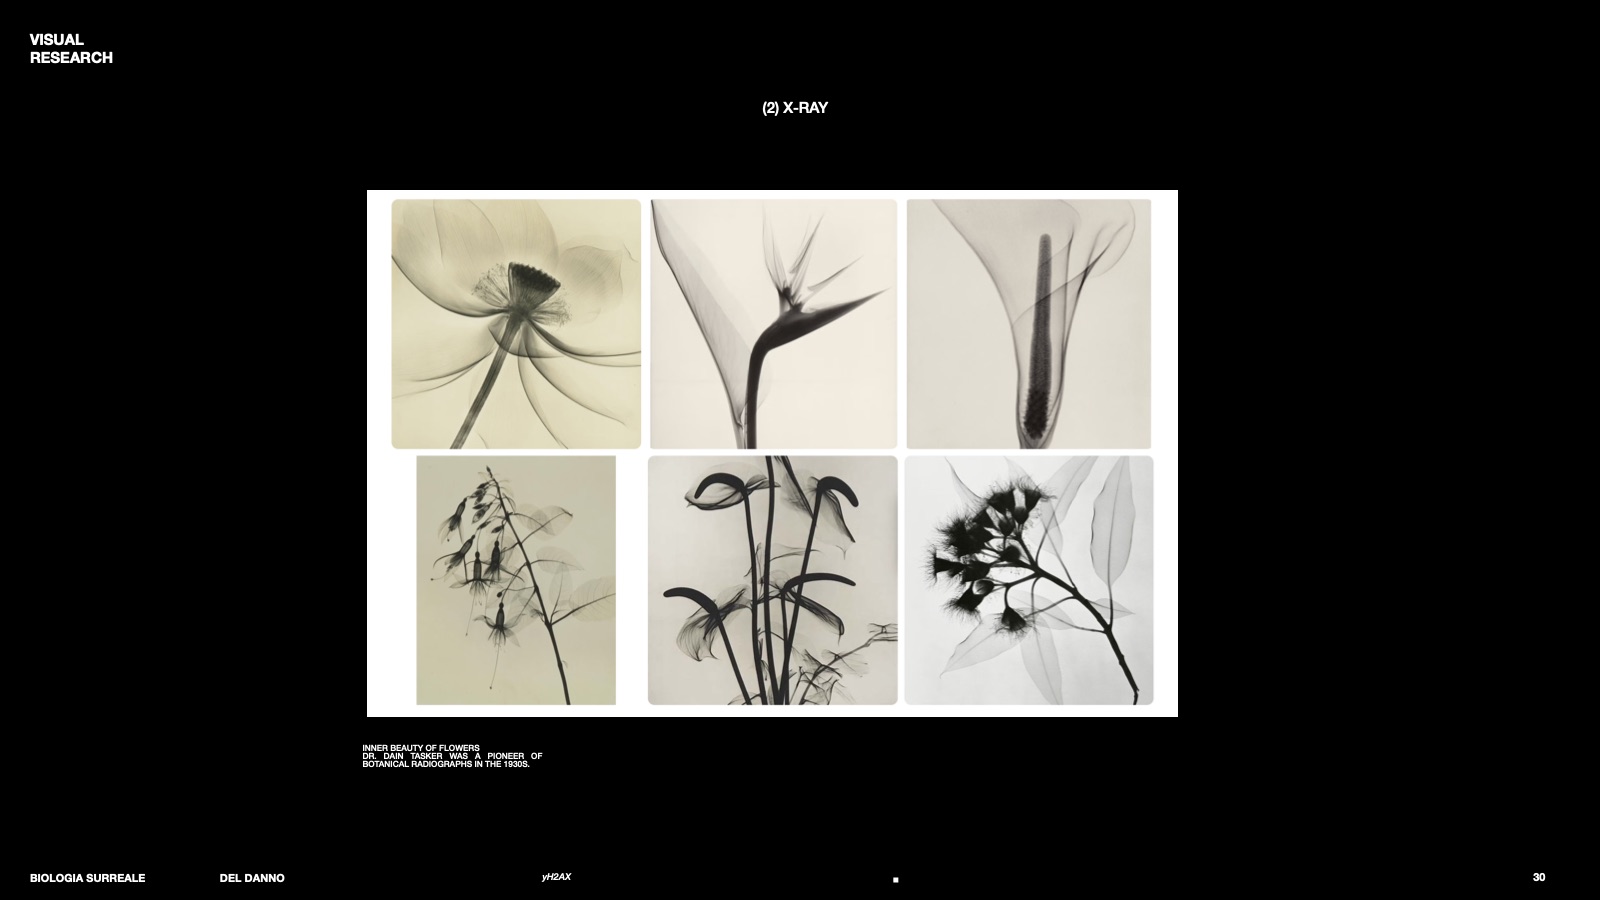 VISUAL
RESEARCH
(2) X-RAY
INNER BEAUTY OF FLOWERS
DR. DAIN TASKER WAS A PIONEER OF
BOTANICAL RADIOGRAPHS IN THE 1930S.
BIOLOGIA SURREALE
DEL DANNO
yH2AX
30